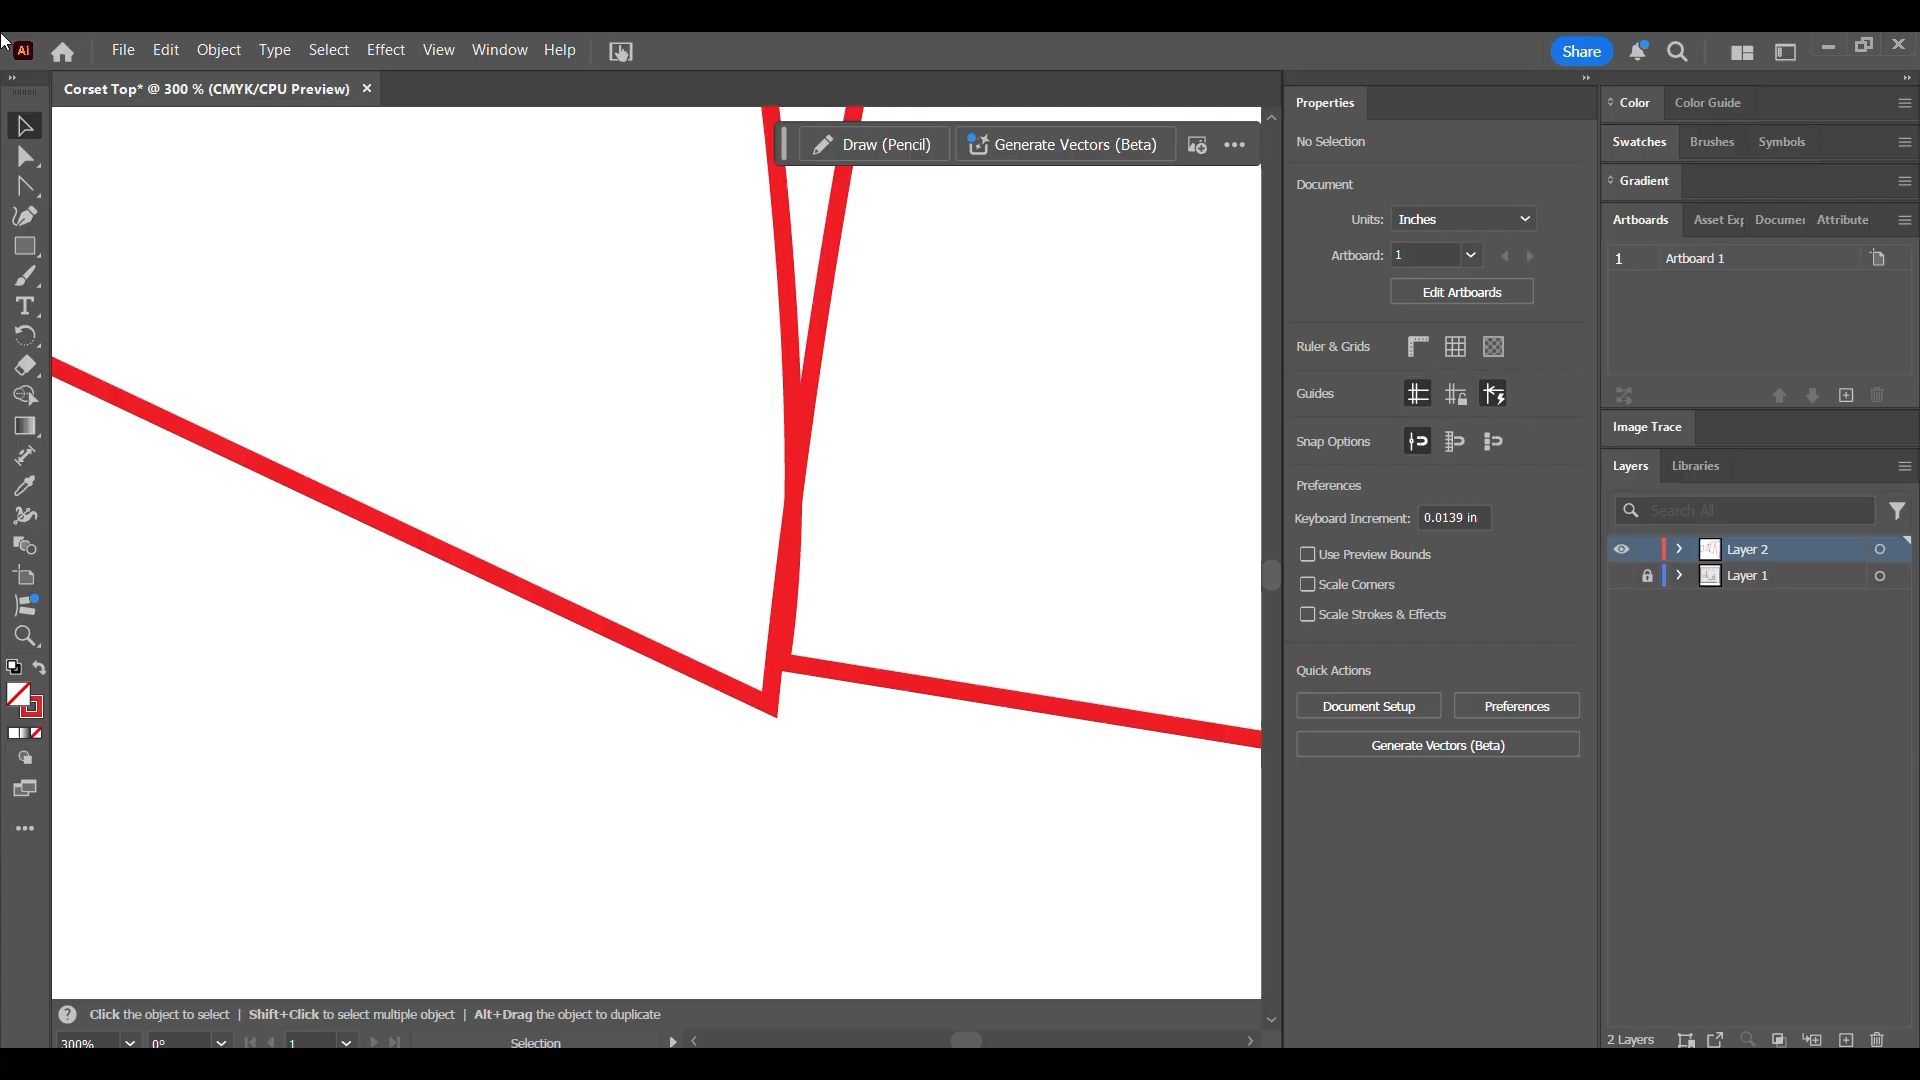 Ai
File Edit Object Type Select Effect View Window Help
Share
Corset Top* @ 300 % (CMYK/CPU Preview) ×
Draw (Pencil)
Generate Vectors (Beta)
Properties
No Selection
Document
Units: Inches
Artboard: 1
Edit Artboards
Ruler & Grids
Guides
Snap Options
Preferences
Keyboard Increment: 0.0139 in
Use Preview Bounds
Scale Corners
Scale Strokes & Effects
Quick Actions
Document Setup Preferences
Generate Vectors (Beta)
Color Color Guide
Swatches Brushes Symbols
Gradient
Artboards Asset Exp Documer Attribute
1 Artboard 1
Image Trace
Layers Libraries
Search All
Layer 2
Layer 1
2 Layers
Click the object to select | Shift+Click to select multiple object | Alt+Drag the object to duplicate
300% 0° 1 Selection